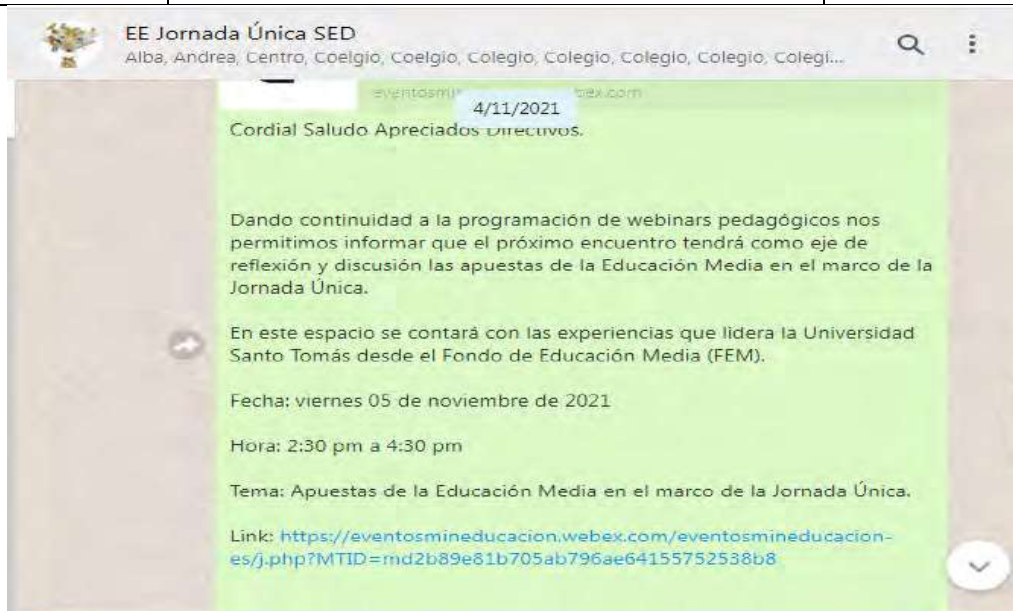 EE Jornada Única SED
Alba, Andrea, Centro, Coelgio, Coelgio, Colegio, Colegio, Colegio, Colegio, Colegi...
4/11/2021
Cordial Saludo Apreciados Directivos.
Dando continuidad a la programación de webinars pedagógicos nos
permitimos informar que el próximo encuentro tendrá como eje de
reflexión y discusión las apuestas de la Educación Media en el marco de la
Jornada Única.
En este espacio se contará con las experiencias que lidera la Universidad
Santo Tomás desde el Fondo de Educación Media (FEM).
Fecha: viernes 05 de noviembre de 2021
Hora: 2:30 pm a 4:30 pm
Tema: Apuestas de la Educación Media en el marco de la Jornada Única.
Link: https://eventosmineducacion.webex.com/eventosmineducacion-
es/j.php?MTID=md2b89e81b705ab796ae64155752538b8